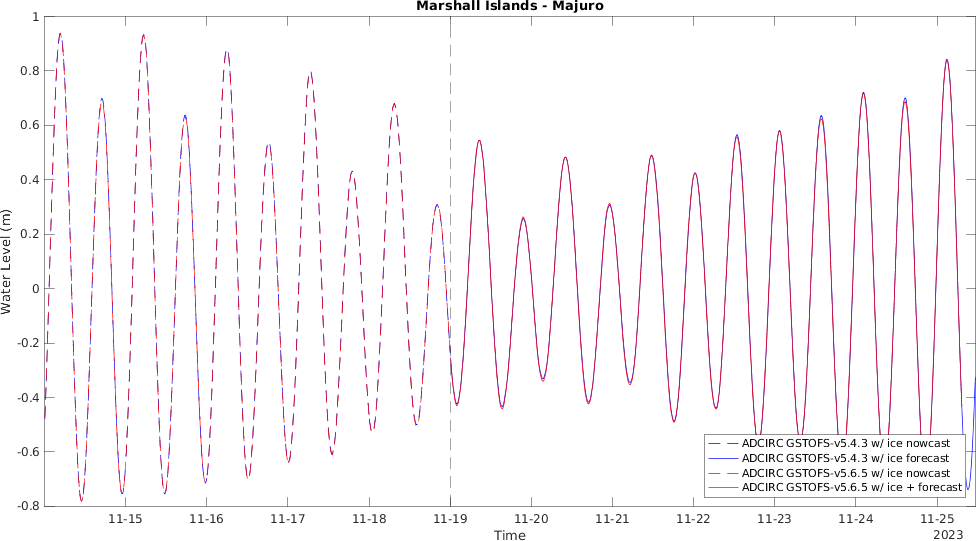 Marshall Islands - Majuro
1
0.8
0.6
0.4
0.2
0
-0.2
-0.4
-0.6
-0.8
Water Level (m)
11-15 11-16 11-17 11-18 11-19 11-20 11-21 11-22 11-23 11-24 11-25
2023
Time
ADCIRC GSTOFS-v5.4.3 w/ ice nowcast
ADCIRC GSTOFS-v5.4.3 w/ ice forecast
ADCIRC GSTOFS-v5.6.5 w/ ice nowcast
ADCIRC GSTOFS-v5.6.5 w/ ice + forecast